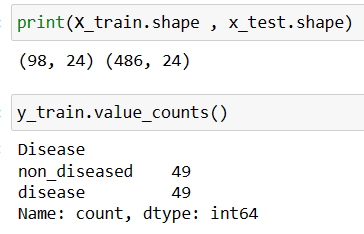 print(X_train.shape , x_test.shape)
(98, 24) (486, 24)
y_train.value_counts()
Disease
non_diseased    49
disease         49
Name: count, dtype: int64